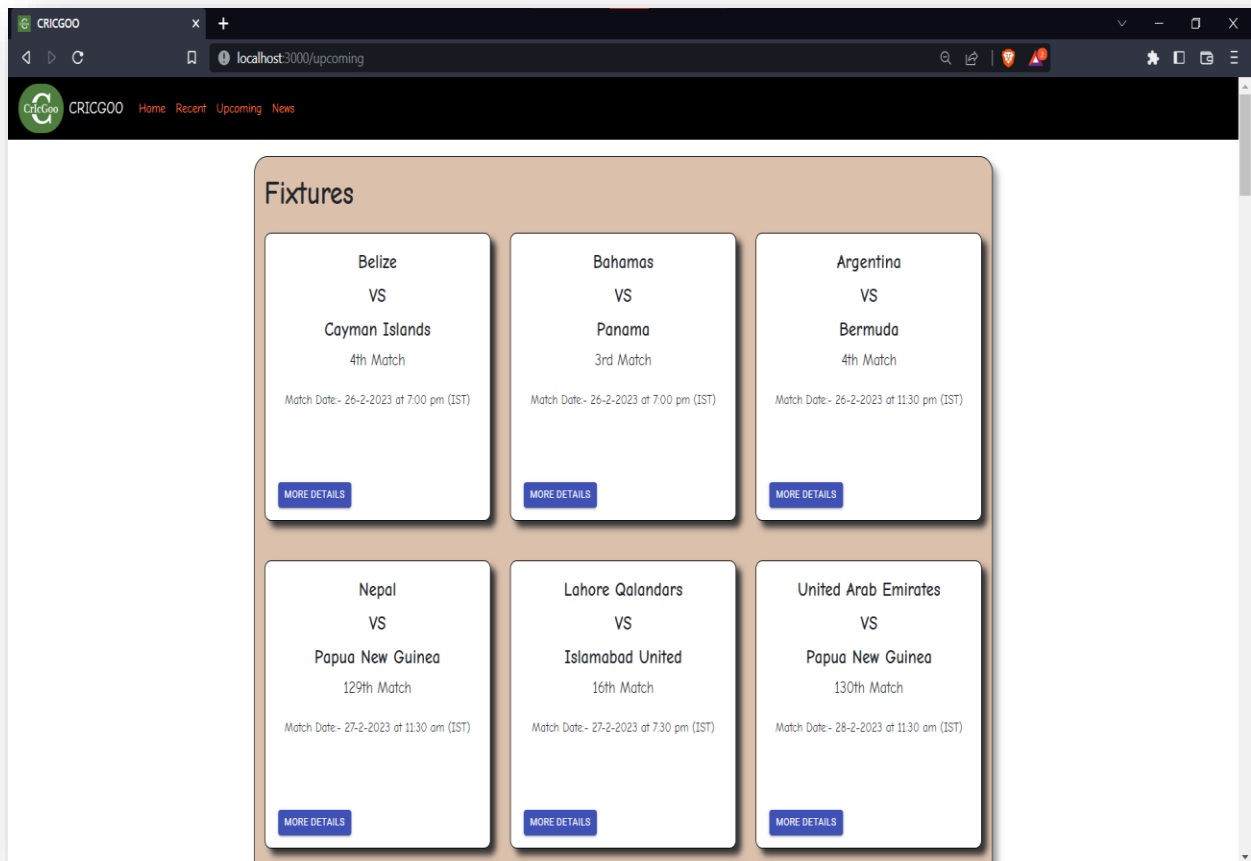 CRICGOO
localhost:3000/upcoming
CricGoo CRICGOO Home Recent Upcoming News
Fixtures
Belize
VS
Cayman Islands
4th Match
Match Date:- 26-2-2023 at 7:00 pm (IST)
MORE DETAILS
Bahamas
VS
Panama
3rd Match
Match Date:- 26-2-2023 at 7:00 pm (IST)
MORE DETAILS
Argentina
VS
Bermuda
4th Match
Match Date:- 26-2-2023 at 11:30 pm (IST)
MORE DETAILS
Nepal
VS
Papua New Guinea
129th Match
Match Date:- 27-2-2023 at 11:30 am (IST)
MORE DETAILS
Lahore Qalandars
VS
Islamabad United
16th Match
Match Date:- 27-2-2023 at 7:30 pm (IST)
MORE DETAILS
United Arab Emirates
VS
Papua New Guinea
130th Match
Match Date:- 28-2-2023 at 11:30 am (IST)
MORE DETAILS